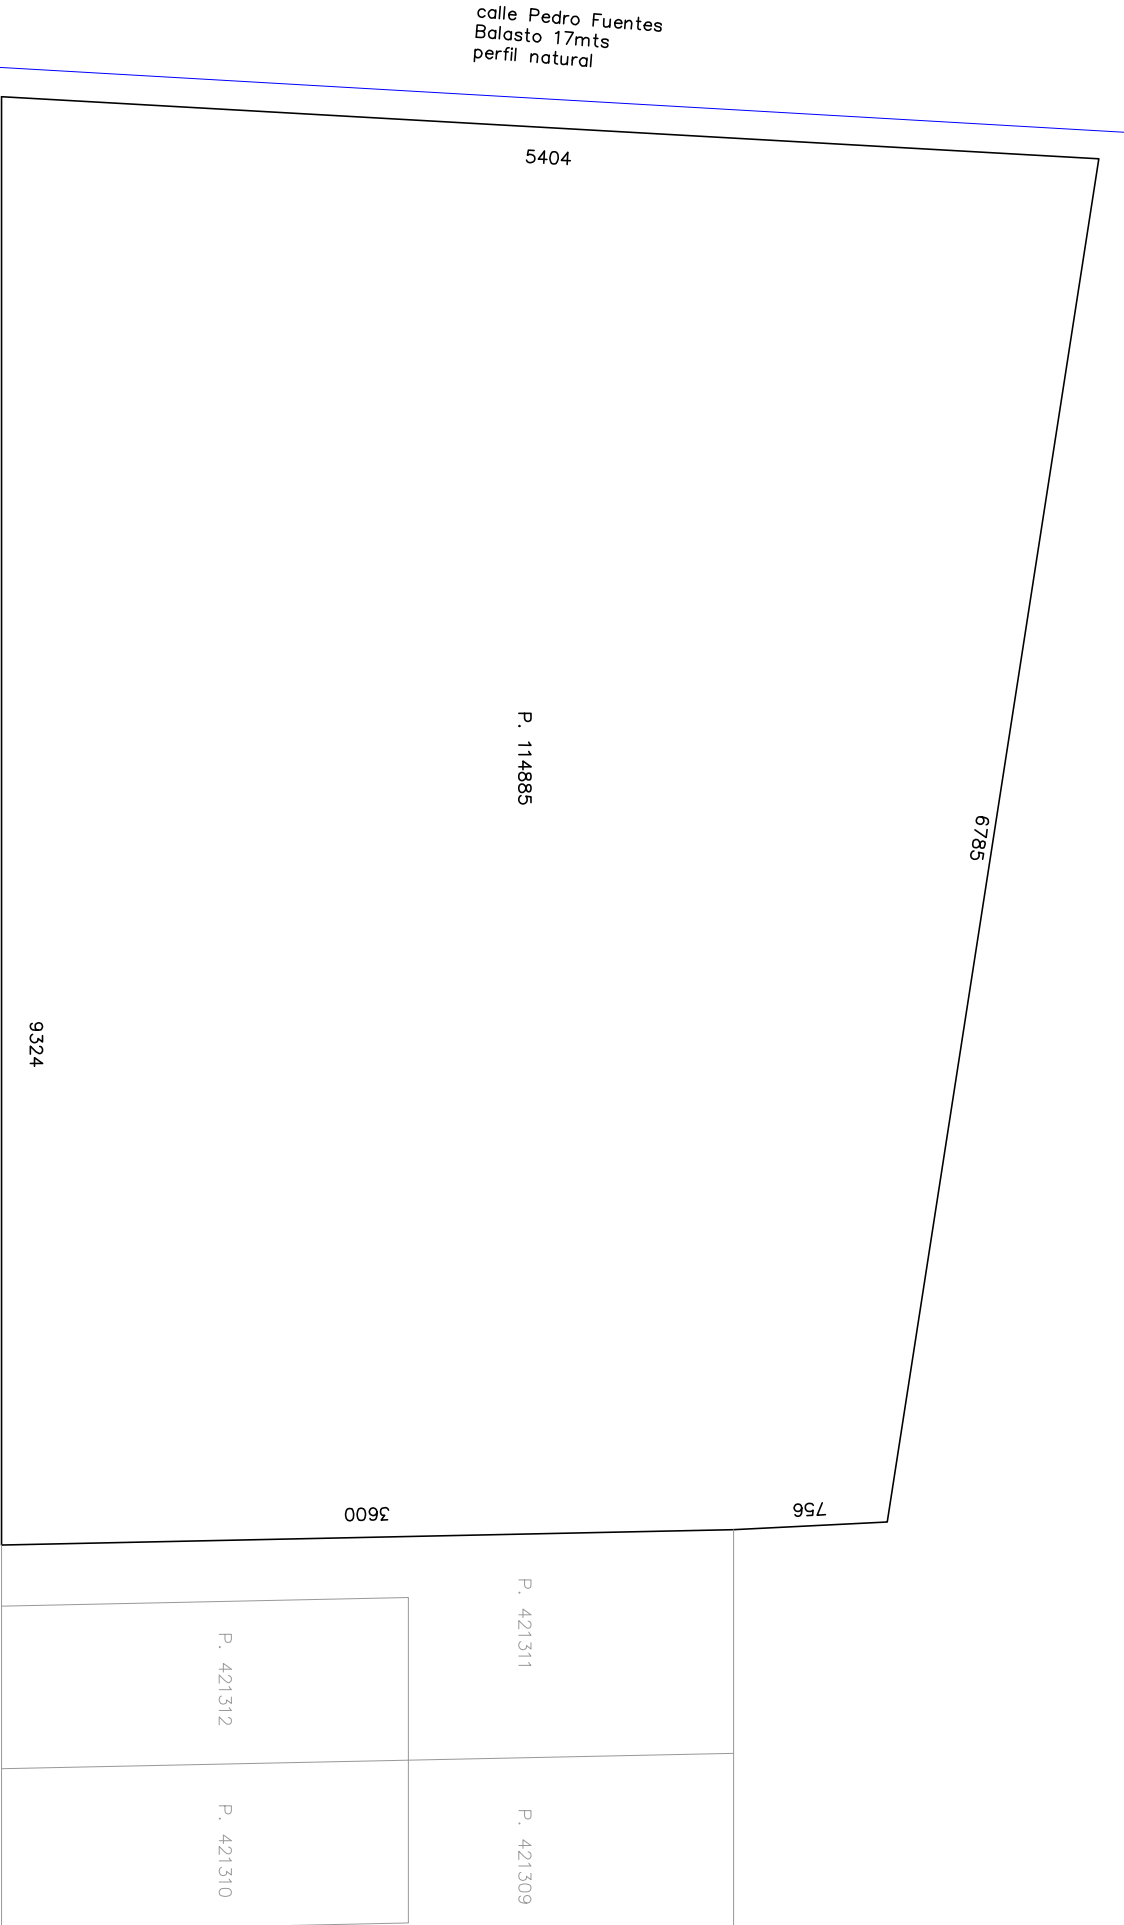 calle Pedro Fuentes
Balasto 17mts
perfil natural
5404
P. 114885
6785
9324
3600
756
P. 421311
P. 421312
P. 421310
P. 421309